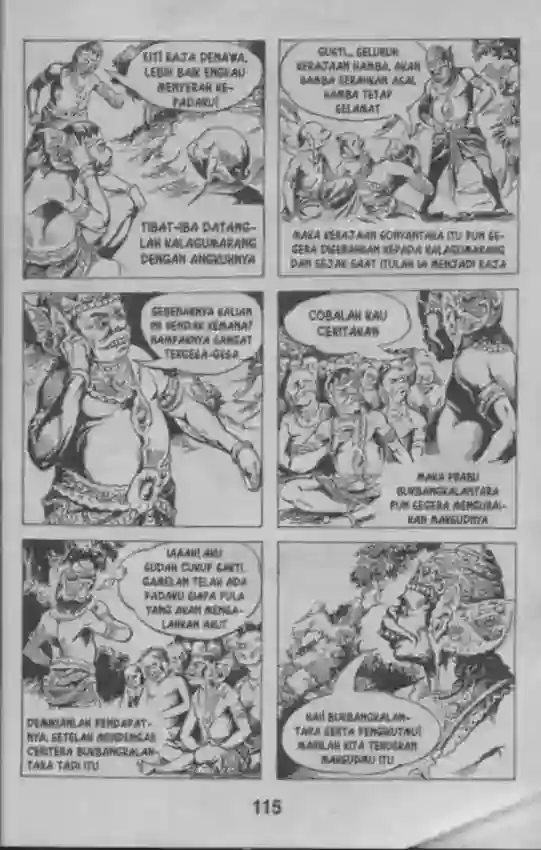 KITI RAJA DENAWA,
LEBIH BAIK ENGKAU
MENYERAH KE-
PADAKU!
TIBAT-IBA DATANG-
LAH KALAGUMARANG
DENGAN ANGKUHNYA
GUSTI... SELURUH
KERAJAAN HAMBA, AKAN
HAMBA SERAHKAN ASAL
HAMBA TETAP
SELAMAT
MAKA KERAJAAN GONYANTAKA ITU PUN SE-
GERA DISERAHKAN KEPADA KALAGUMARANG
DAN SEJAK SAAT ITULAH IA MENJADI RAJA
SEBENARNYA KALIAN
INI HENDAK KEMANA?
NAMPAKNYA SANGAT
TERGESA-GESA
COBALAH KAU
CERITAKAN
MAKA PRABU
BUKBANGKALANTARA
PUN SEGERA MENGURAI-
KAN MAKSUDNYA
UAAAH! AKU
SUDAH CUKUP SAKTI.
GAMELAN TELAH ADA
PADAKU SIAPA PULA
YANG AKAN MENGA-
LAHKAN AKU?
DEMIKIANLAH PENDAPAT-
NYA, SETELAH MENDENGAR
CERITERA BUKBANGKALAN-
TARA TADI ITU
HAI! BUKBANGKALAN-
TARA SERTA PENGIKUTMU!
MARILAH KITA TERUSKAN
MAKSUDMU ITU
115